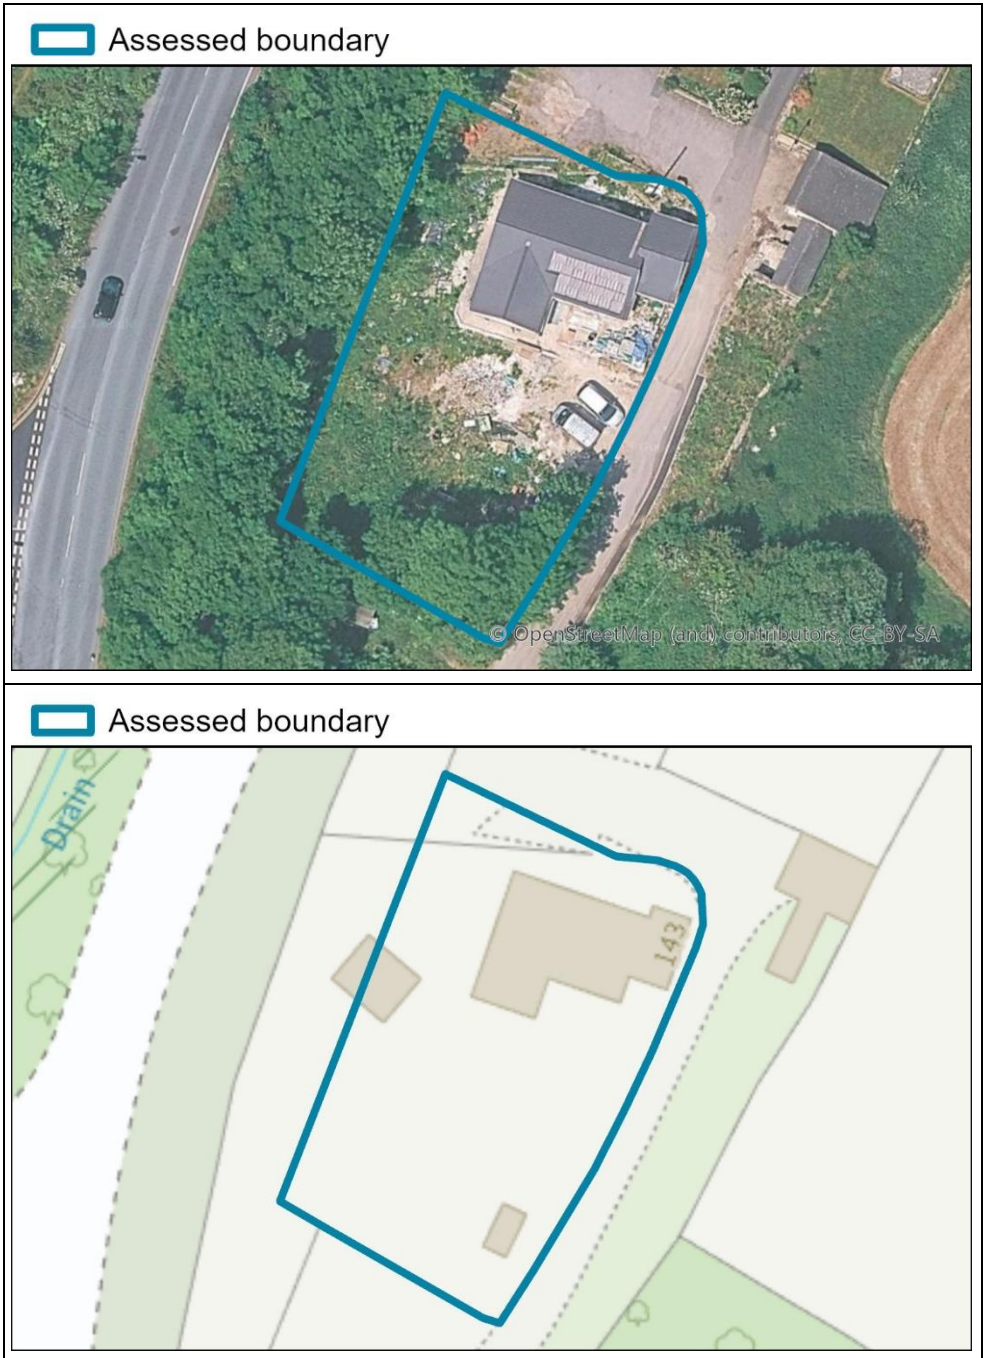 Assessed boundary
© OpenStreetMap (and) contributors, CC BY-SA
Assessed boundary
Drain
143